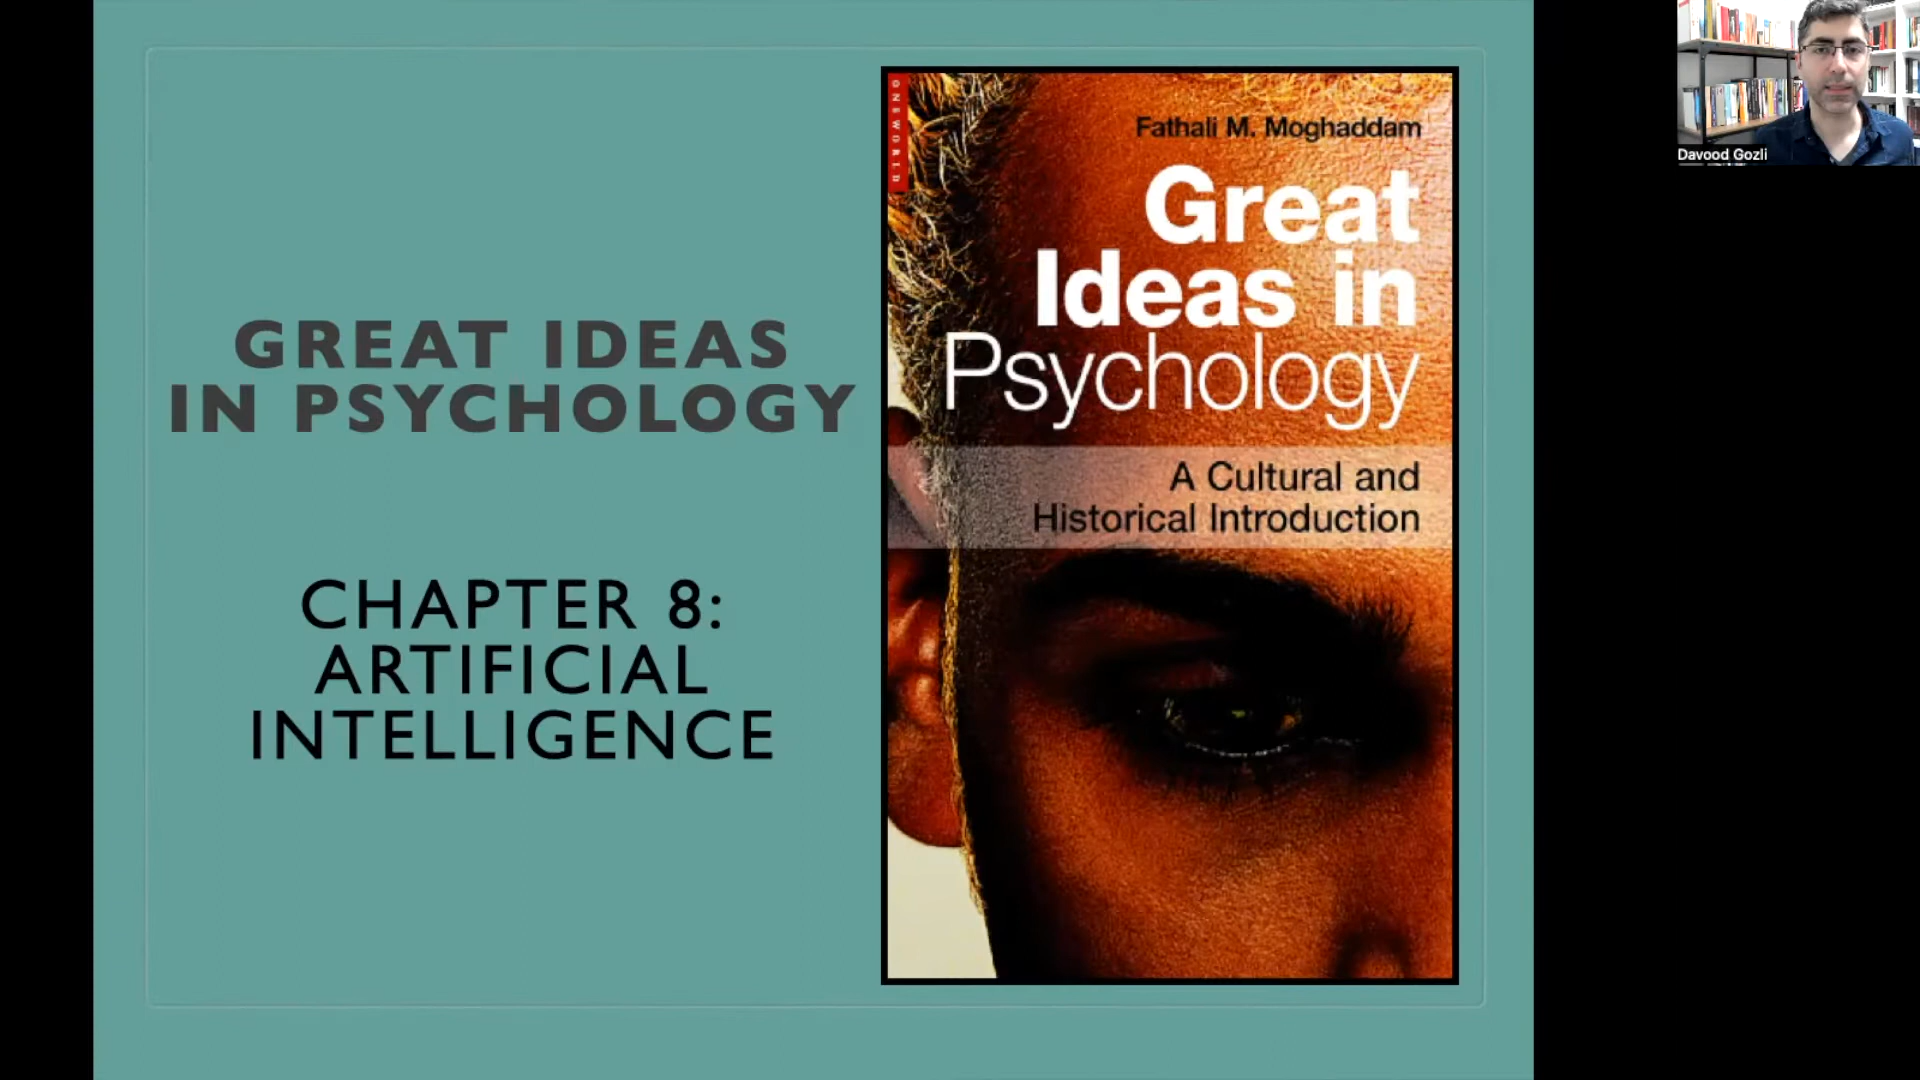 GREAT IDEAS
IN PSYCHOLOGY
CHAPTER 8:
ARTIFICIAL
INTELLIGENCE
ONEWORLD
Fathali M. Moghaddam
Great
Ideas in
Psychology
A Cultural and
Historical Introduction
Davood Gozli